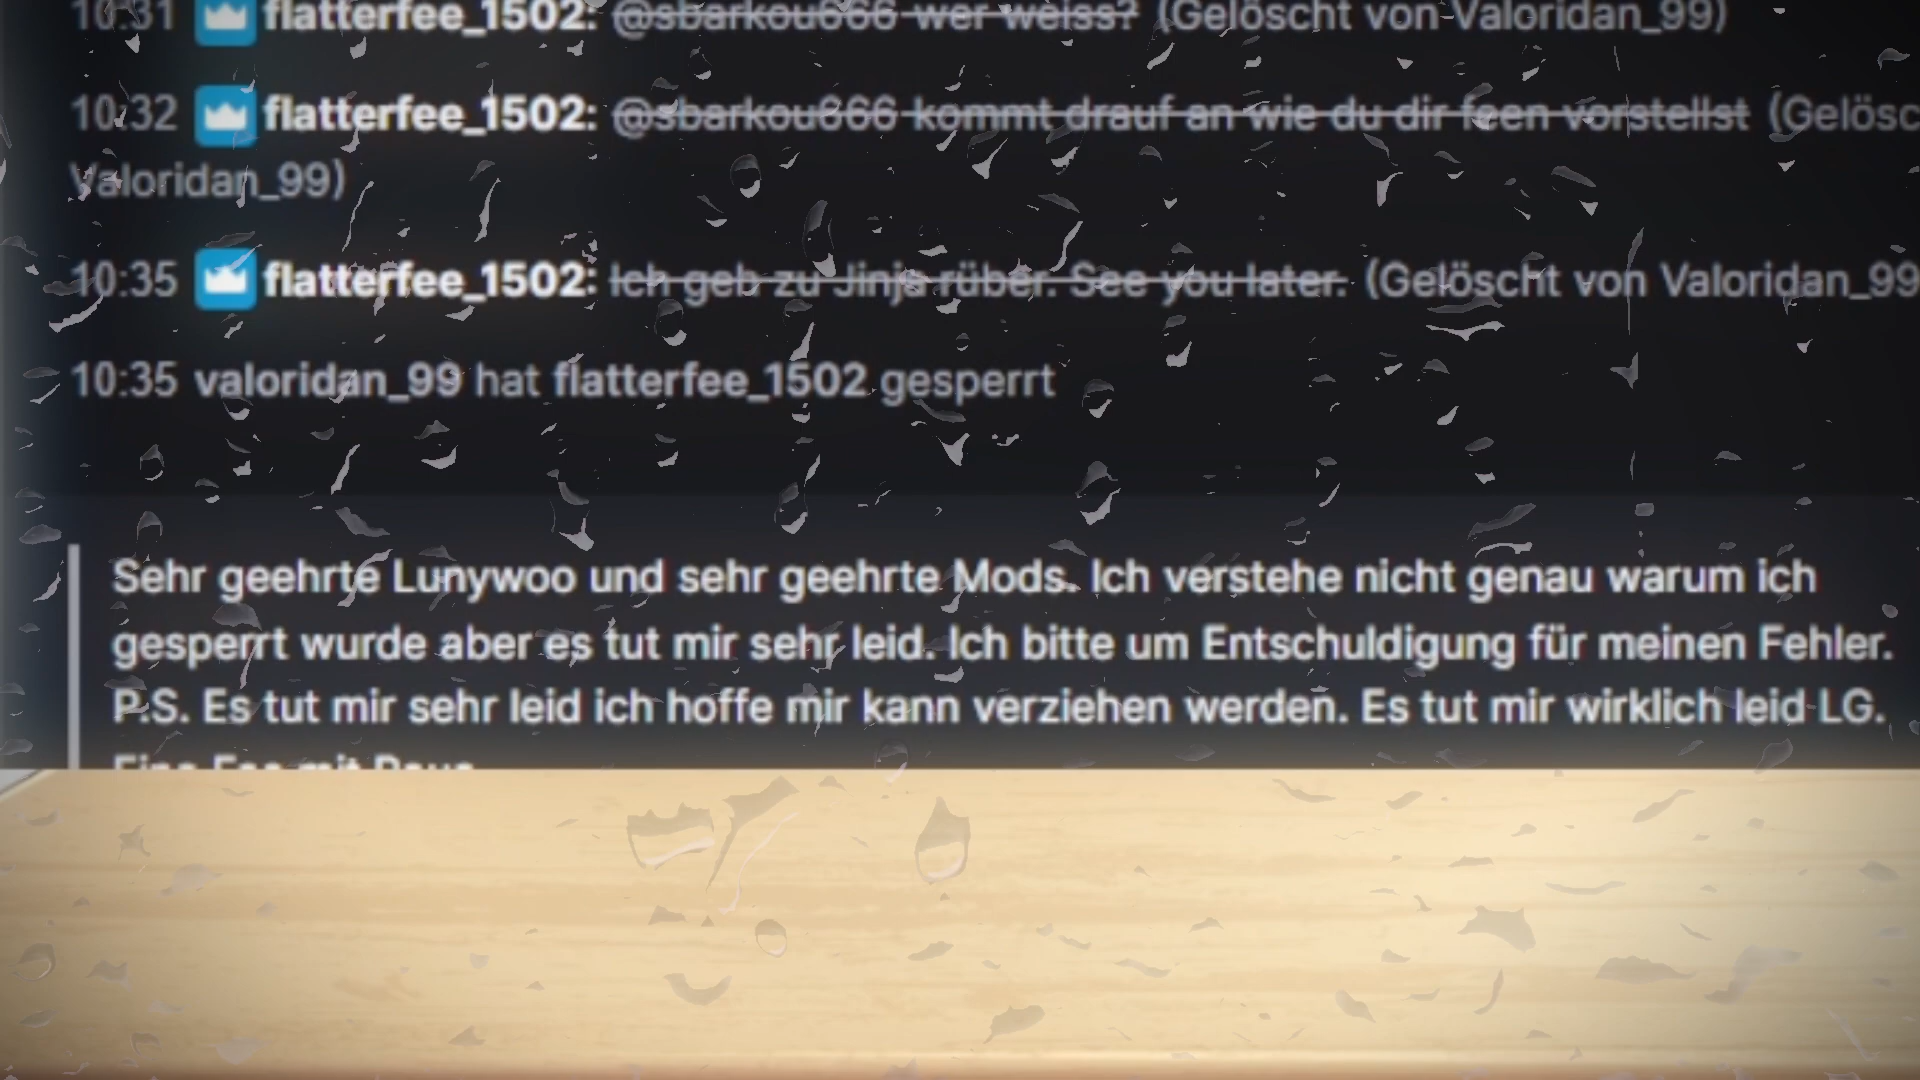 10:31 flatterfee_1502: @sbarkou666 wer weiss? (Gelöscht von Valoridan_99)
10:32 flatterfee_1502: @sbarkou666 kommt drauf an wie du dir feen vorstellst (Gelösc
Valoridan_99)
10:35 flatterfee_1502: Ich geb zu Jinja rüber. See you later. (Gelöscht von Valoridan_99
10:35 valoridan_99 hat flatterfee_1502 gesperrt
Sehr geehrte Lunywoo und sehr geehrte Mods. Ich verstehe nicht genau warum ich
gesperrt wurde aber es tut mir sehr leid. Ich bitte um Entschuldigung für meinen Fehler.
P.S. Es tut mir sehr leid ich hoffe mir kann verziehen werden. Es tut mir wirklich leid LG.
Eine Fee mit